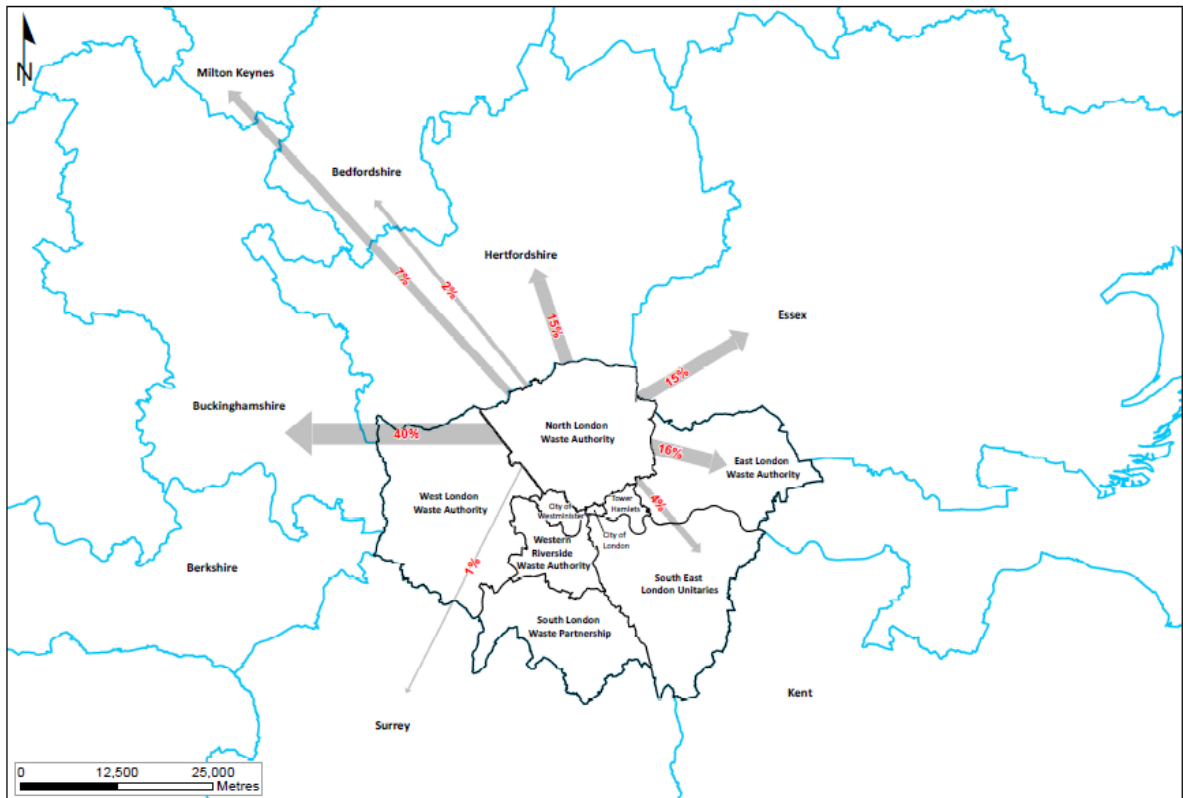 N
Milton Keynes
Bedfordshire
Hertfordshire
7%
2%
15%
Essex
15%
Buckinghamshire
40%
North London
Waste Authority
16%
East London
Waste Authority
West London
Waste Authority
4%
City of
Westminister
Tower
Hamlets
City of
London
Western
Riverside
Waste Authority
1%
Berkshire
South East
London Unitaries
South London
Waste Partnership
Kent
Surrey
0 12,500 25,000
Metres